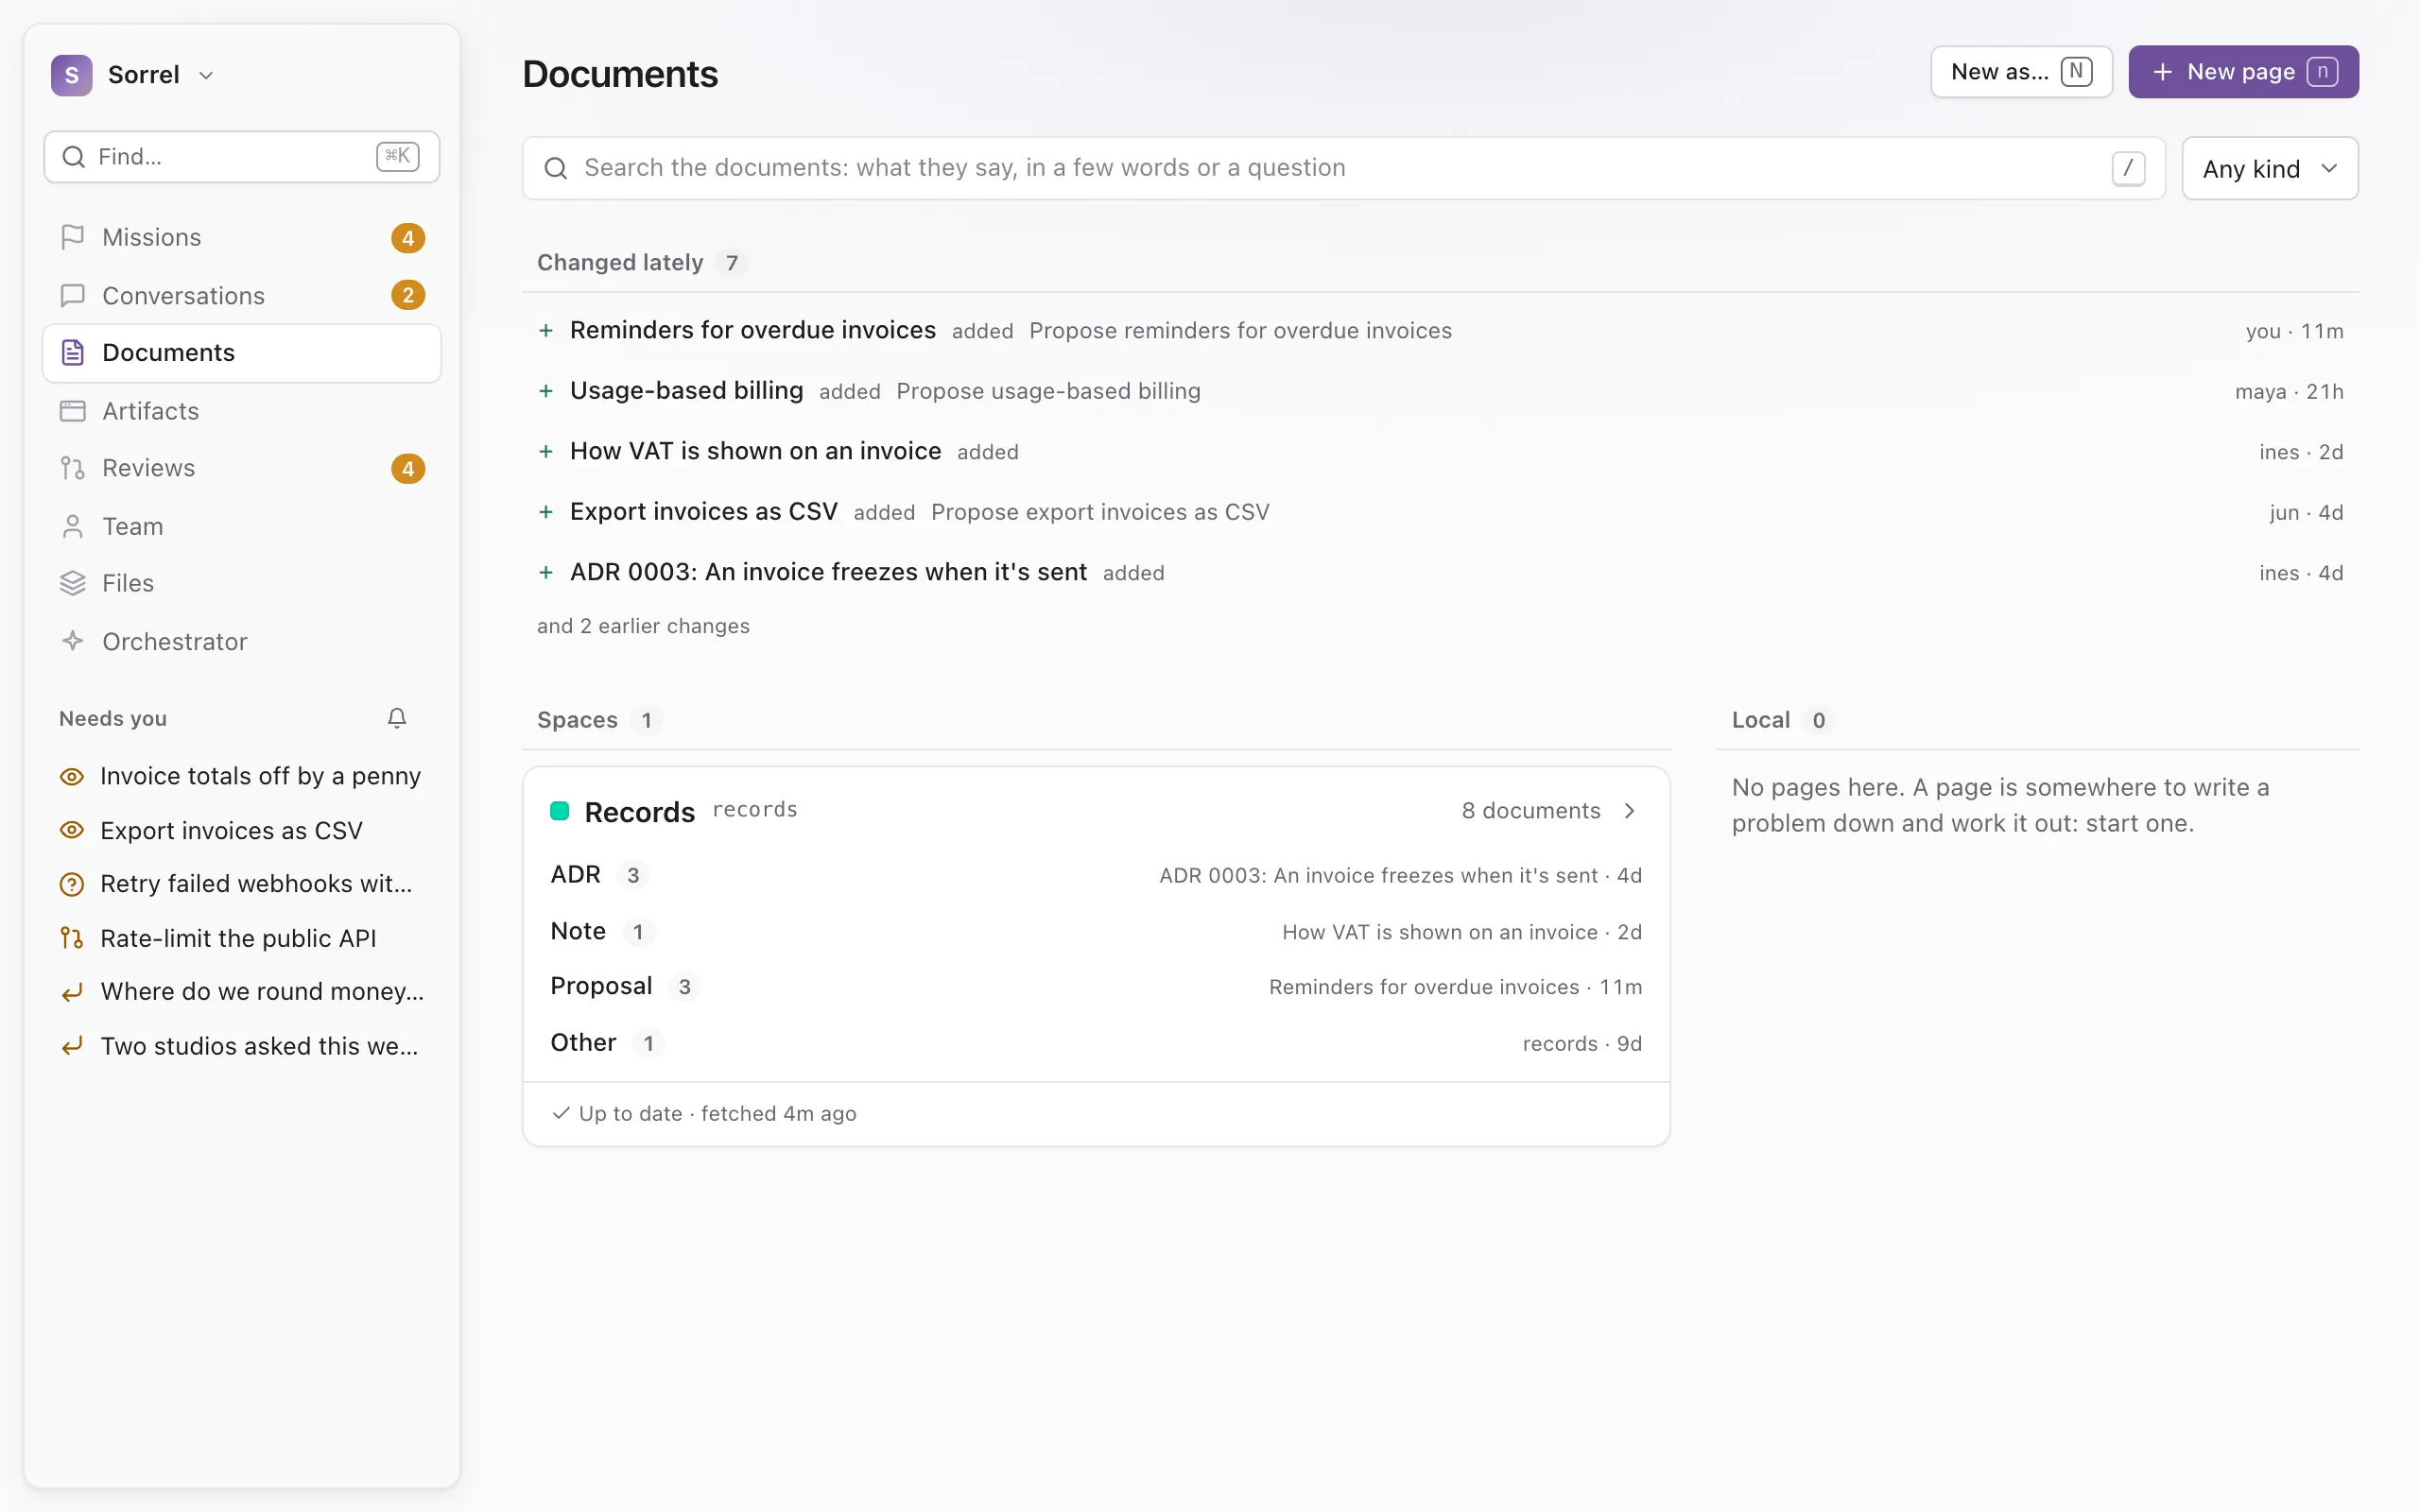 S Sorrel
Find... ⌘K
Missions 4
Conversations 2
Documents
Artifacts
Reviews 4
Team
Files
Orchestrator
Needs you
Invoice totals off by a penny
Export invoices as CSV
Retry failed webhooks wit...
Rate-limit the public API
Where do we round money...
Two studios asked this we...
Documents
New as... N
+ New page n
Search the documents: what they say, in a few words or a question /
Any kind
Changed lately 7
+ Reminders for overdue invoices added Propose reminders for overdue invoices you · 11m
+ Usage-based billing added Propose usage-based billing maya · 21h
+ How VAT is shown on an invoice added ines · 2d
+ Export invoices as CSV added Propose export invoices as CSV jun · 4d
+ ADR 0003: An invoice freezes when it's sent added ines · 4d
and 2 earlier changes
Spaces 1
Records records 8 documents
ADR 3 ADR 0003: An invoice freezes when it's sent · 4d
Note 1 How VAT is shown on an invoice · 2d
Proposal 3 Reminders for overdue invoices · 11m
Other 1 records · 9d
Up to date · fetched 4m ago
Local 0
No pages here. A page is somewhere to write a
problem down and work it out: start one.